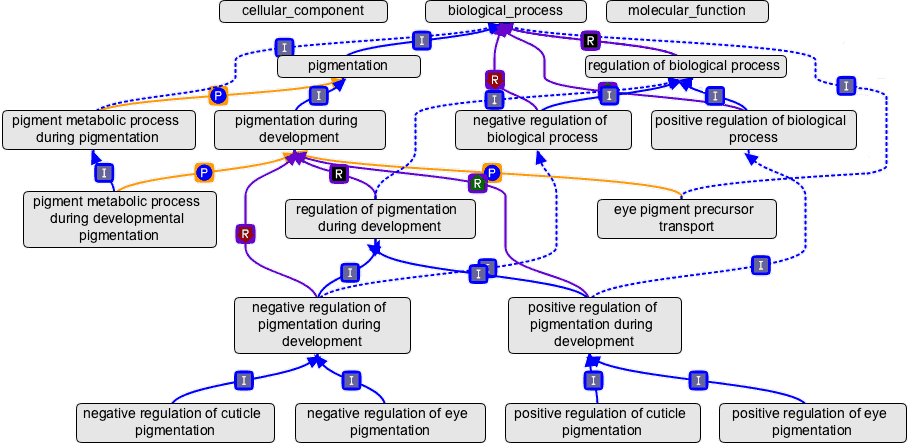 cellular_component
biological_process
molecular_function
I
I
R
pigmentation
regulation of biological process
R
I
P
I
I
I
I
pigment metabolic process
during pigmentation
pigmentation during
development
negative regulation of
biological process
positive regulation of biological
process
I
P
R
P
R
pigment metabolic process
during developmental
pigmentation
regulation of pigmentation
during development
eye pigment precursor
transport
R
I
I
I
I
negative regulation of
pigmentation during
development
positive regulation of
pigmentation during
development
I
I
I
I
negative regulation of cuticle
pigmentation
negative regulation of eye
pigmentation
positive regulation of cuticle
pigmentation
positive regulation of eye
pigmentation